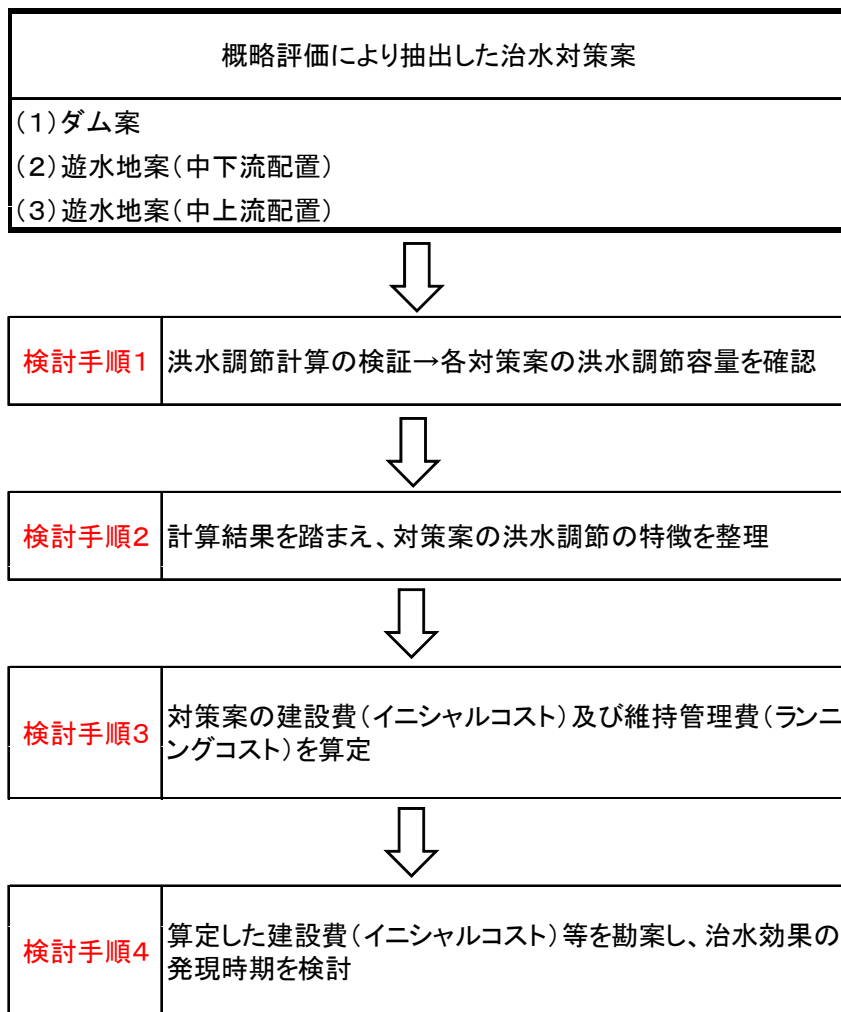 概略評価により抽出した治水対策案
(1)ダム案
(2)遊水地案(中下流配置)
(3)遊水地案(中上流配置)
検討手順1 洪水調節計算の検証→各対策案の洪水調節容量を確認
検討手順2 計算結果を踏まえ、対策案の洪水調節の特徴を整理
検討手順3 対策案の建設費(イニシャルコスト)及び維持管理費(ランニ
ングコスト)を算定
検討手順4 算定した建設費(イニシャルコスト)等を勘案し、治水効果の
発現時期を検討